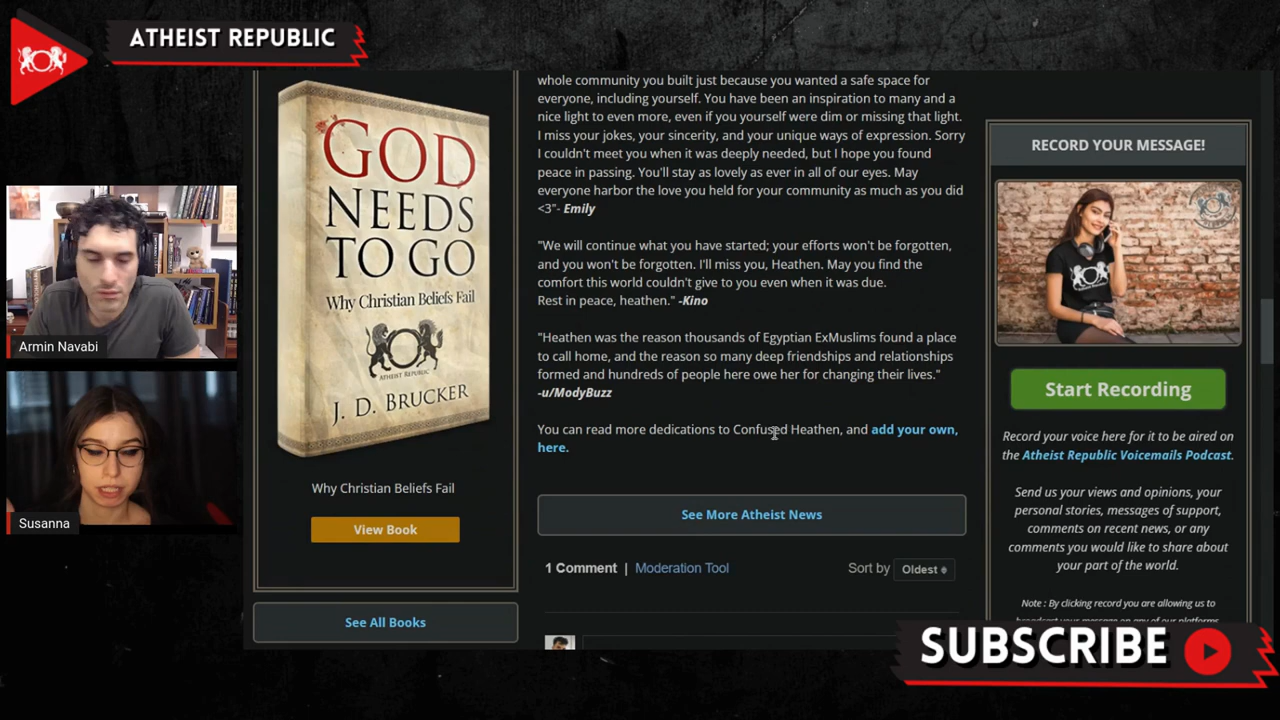 ATHEIST REPUBLIC
whole community you built just because you wanted a safe space for
everyone, including yourself. You have been an inspiration to many and a
nice light to even more, even if you yourself were dim or missing that light.
I miss your jokes, your sincerity, and your unique ways of expression. Sorry
I couldn't meet you when it was deeply needed, but I hope you found
peace in passing. You'll stay as lovely as ever in all of our eyes. May
everyone harbor the love you held for your community as much as you did
<3"- Emily
"We will continue what you have started; your efforts won't be forgotten,
and you won't be forgotten. I'll miss you, Heathen. May you find the
comfort this world couldn't give to you even when it was due.
Rest in peace, heathen." -Kino
"Heathen was the reason thousands of Egyptian ExMuslims found a place
to call home, and the reason so many deep friendships and relationships
formed and hundreds of people here owe her for changing their lives."
-u/ModyBuzz
You can read more dedications to Confused Heathen, and add your own,
here.
See More Atheist News
1 Comment | Moderation Tool
Sort by Oldest
GOD
NEEDS
TO GO
Why Christian Beliefs Fail
ATHEIST REPUBLIC
J. D. BRUCKER
Why Christian Beliefs Fail
View Book
See All Books
RECORD YOUR MESSAGE!
Start Recording
Record your voice here for it to be aired on
the Atheist Republic Voicemails Podcast.
Send us your views and opinions, your
personal stories, messages of support,
comments on recent news, or any
comments you would like to share about
your part of the world.
Note : By clicking record you are allowing us to
Armin Navabi
Susanna
SUBSCRIBE